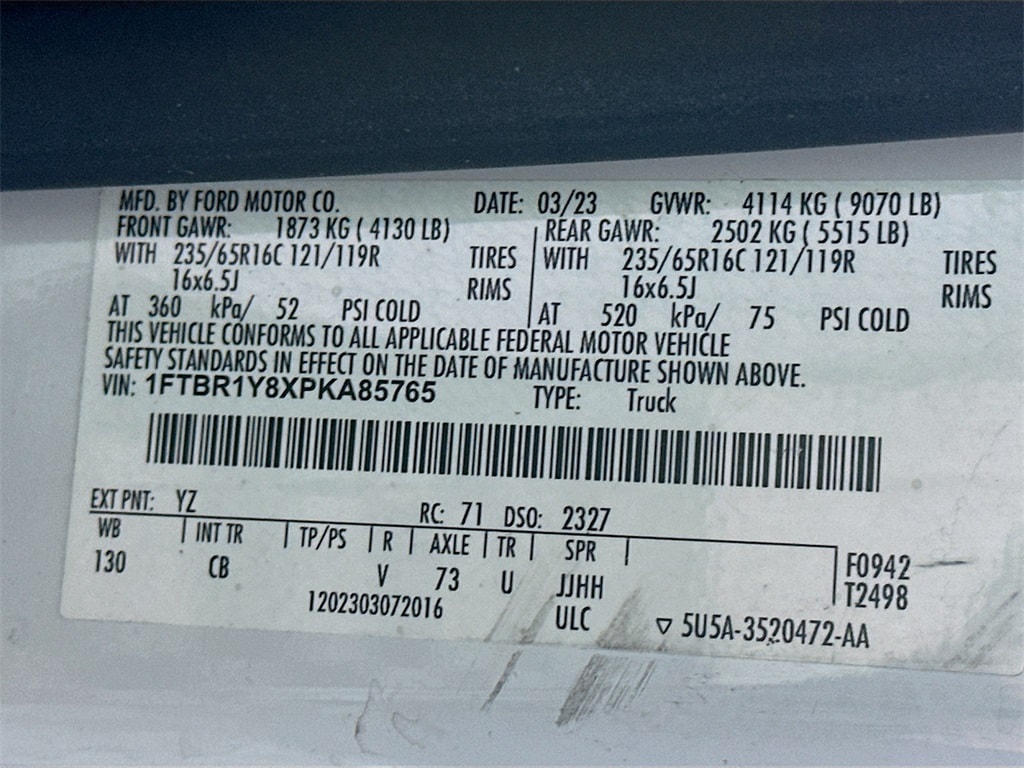 MFD. BY FORD MOTOR CO. DATE: 03/23 GVWR: 4114 KG ( 9070 LB)
FRONT GAWR: 1873 KG ( 4130 LB) REAR GAWR: 2502 KG ( 5515 LB)
WITH 235/65R16C 121/119R TIRES WITH 235/65R16C 121/119R TIRES
16x6.5J RIMS 16x6.5J RIMS
AT 360 kPa/ 52 PSI COLD AT 520 kPa/ 75 PSI COLD
THIS VEHICLE CONFORMS TO ALL APPLICABLE FEDERAL MOTOR VEHICLE
SAFETY STANDARDS IN EFFECT ON THE DATE OF MANUFACTURE SHOWN ABOVE.
VIN: 1FTBR1Y8XPKA85765 TYPE: Truck
EXT PNT: YZ RC: 71 DSO: 2327
WB INT TR TP/PS R AXLE TR SPR F0942
130 CB V 73 U JJHH T2498
1202303072016 ULC ▽ 5U5A-3520472-AA